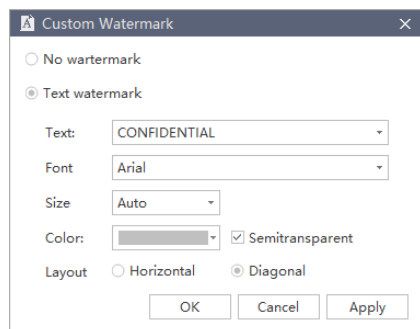 Custom Watermark
No wartermark
Text watermark
Text: CONFIDENTIAL
Font Arial
Size Auto
Color: Semitransparent
Layout Horizontal Diagonal
OK Cancel Apply